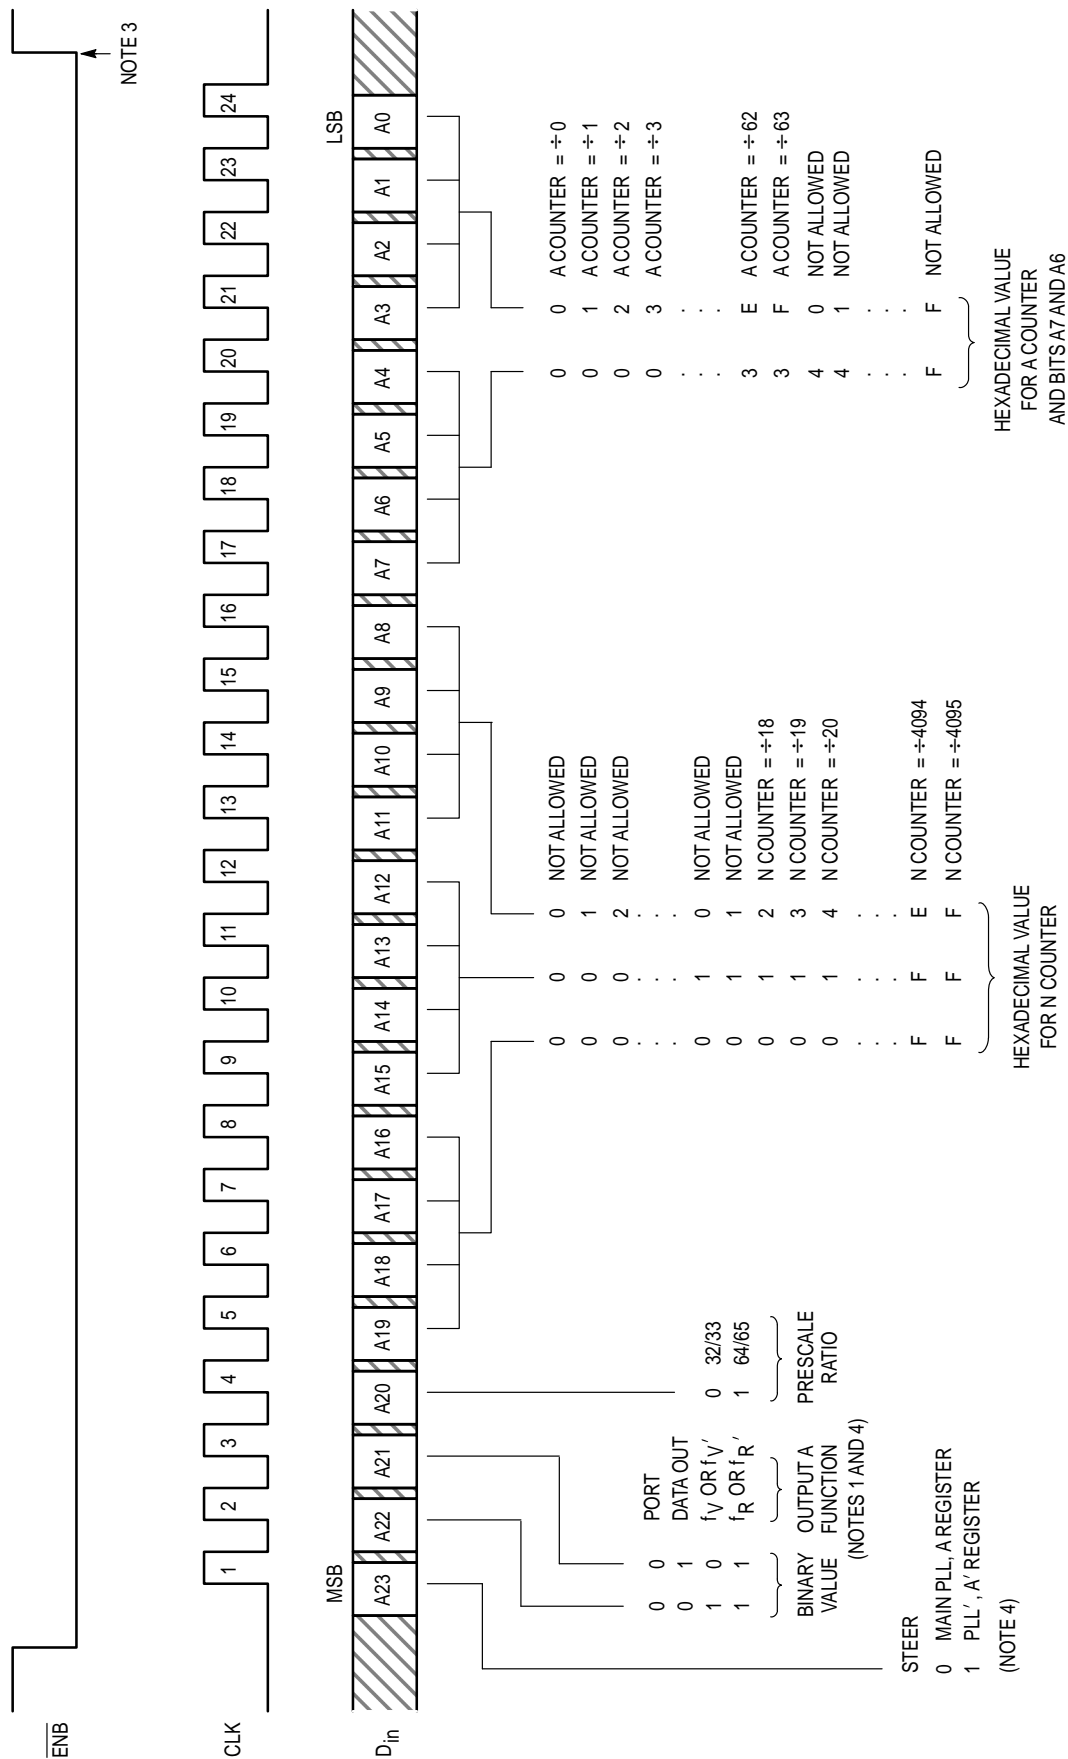 ENB
NOTE 3
CLK
1 2 3 4 5 6 7 8 9 10 11 12 13 14 15 16 17 18 19 20 21 22 23 24
MSB
LSB
Din
A23 A22 A21 A20 A19 A18 A17 A16 A15 A14 A13 A12 A11 A10 A9 A8 A7 A6 A5 A4 A3 A2 A1 A0
STEER
0 MAIN PLL, A REGISTER
1 PLL′, A′ REGISTER
(NOTE 4)
0 0 PORT
0 1 DATA OUT
1 0 fV OR fV′
1 1 fR OR fR′
BINARY
VALUE
OUTPUT A
FUNCTION
(NOTES 1 AND 4)
0 32/33
1 64/65
PRESCALE
RATIO
0 0 0 NOT ALLOWED
0 0 1 NOT ALLOWED
0 0 2 NOT ALLOWED
. . .
. . .
. . .
0 1 0 NOT ALLOWED
0 1 1 NOT ALLOWED
0 1 2 N COUNTER = ÷18
0 1 3 N COUNTER = ÷19
0 1 4 N COUNTER = ÷20
. . .
. . .
. . .
F F E N COUNTER = ÷4094
F F F N COUNTER = ÷4095
HEXADECIMAL VALUE
FOR N COUNTER
0 0 A COUNTER = ÷0
0 1 A COUNTER = ÷1
0 2 A COUNTER = ÷2
0 3 A COUNTER = ÷3
. .
. .
. .
3 E A COUNTER = ÷62
3 F A COUNTER = ÷63
4 0 NOT ALLOWED
4 1 NOT ALLOWED
. .
. .
. .
F F NOT ALLOWED
HEXADECIMAL VALUE
FOR A COUNTER
AND BITS A7 AND A6